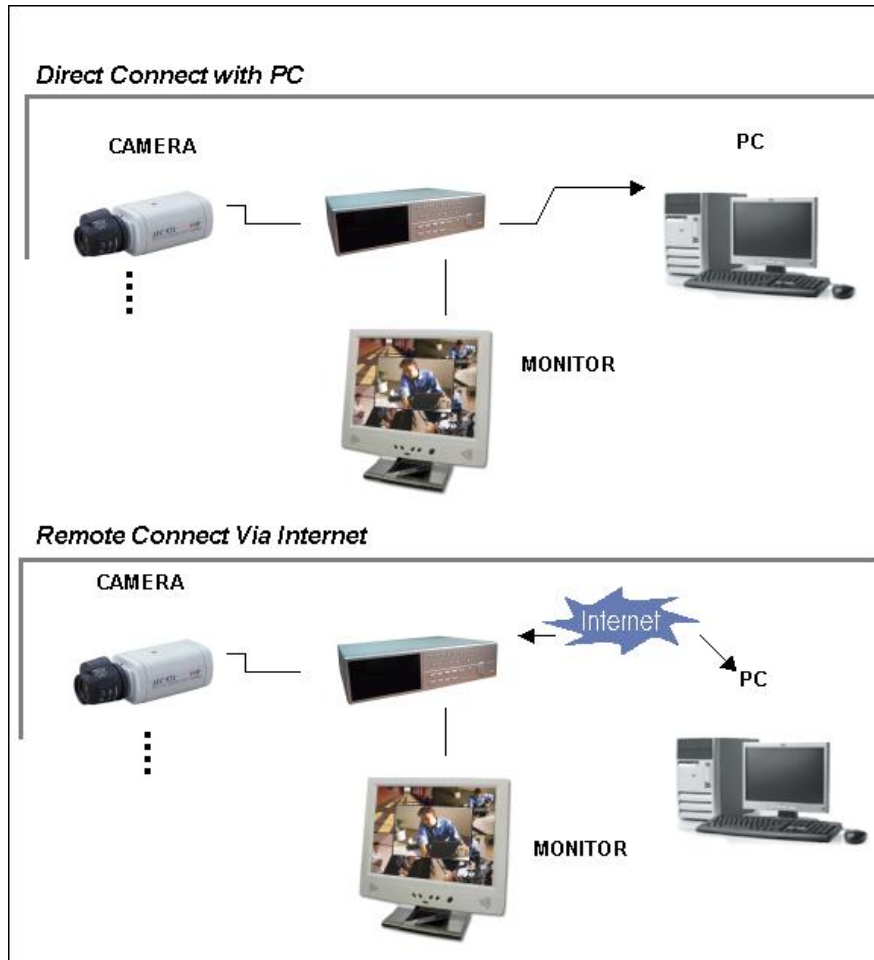 Direct Connect with PC
CAMERA
PC
MONITOR
Remote Connect Via Internet
CAMERA
Internet
PC
MONITOR